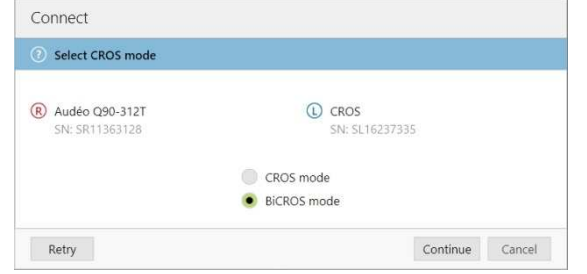 Connect
? Select CROS mode
R Audéo Q90-312T
SN: SR11363128
L CROS
SN: SL16237335
CROS mode
BiCROS mode
Retry Continue Cancel